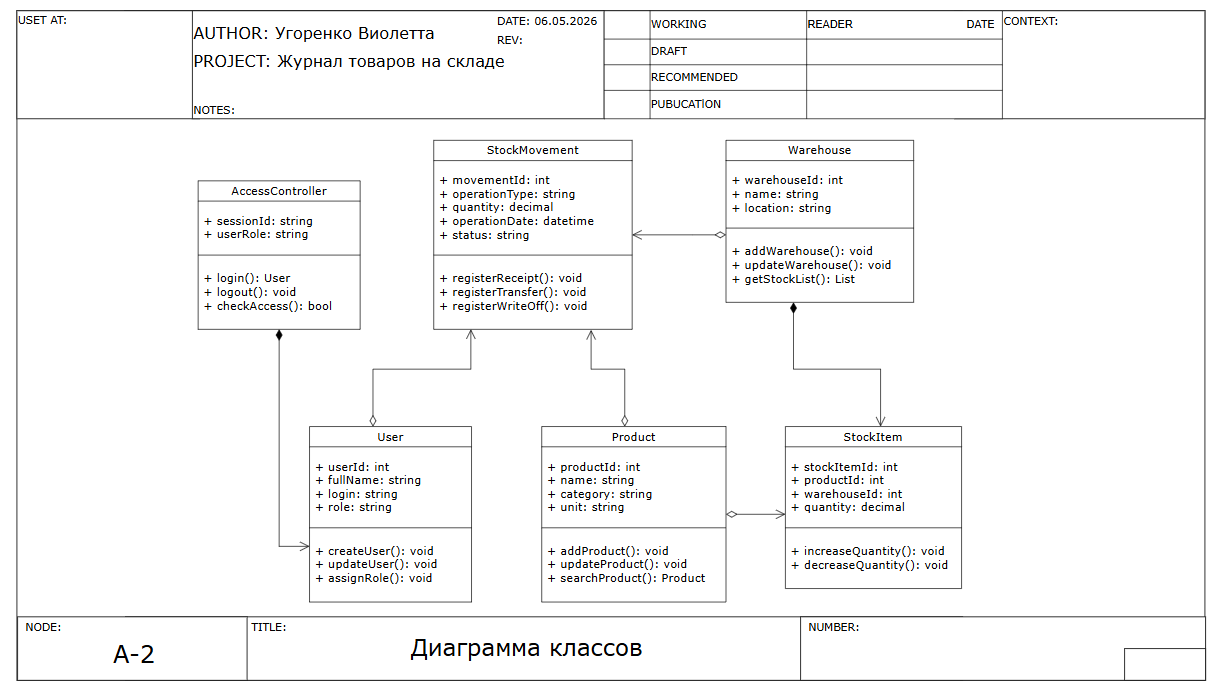 USET AT:
AUTHOR: Угоренко Виолетта
DATE: 06.05.2026
REV:
PROJECT: Журнал товаров на складе
NOTES:
WORKING
READER
DATE
DRAFT
RECOMMENDED
PUBUCATION
CONTEXT:
AccessController
+ sessionId: string
+ userRole: string
+ login(): User
+ logout(): void
+ checkAccess(): bool
StockMovement
+ movementId: int
+ operationType: string
+ quantity: decimal
+ operationDate: datetime
+ status: string
+ registerReceipt(): void
+ registerTransfer(): void
+ registerWriteOff(): void
Warehouse
+ warehouseId: int
+ name: string
+ location: string
+ addWarehouse(): void
+ updateWarehouse(): void
+ getStockList(): List
User
+ userId: int
+ fullName: string
+ login: string
+ role: string
+ createUser(): void
+ updateUser(): void
+ assignRole(): void
Product
+ productId: int
+ name: string
+ category: string
+ unit: string
+ addProduct(): void
+ updateProduct(): void
+ searchProduct(): Product
StockItem
+ stockItemId: int
+ productId: int
+ warehouseId: int
+ quantity: decimal
+ increaseQuantity(): void
+ decreaseQuantity(): void
NODE:
A-2
TITLE:
Диаграмма классов
NUMBER: